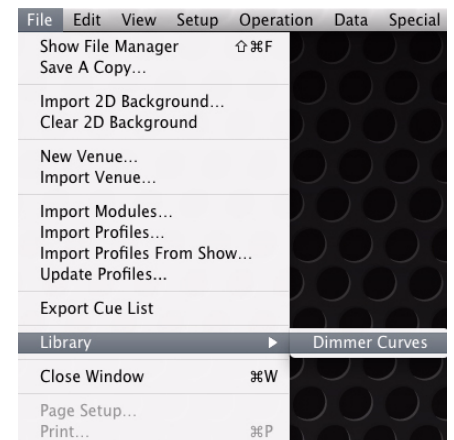 File Edit View Setup Operation Data Special
Show File Manager ⇧⌘F
Save A Copy...
Import 2D Background...
Clear 2D Background
New Venue...
Import Venue...
Import Modules...
Import Profiles...
Import Profiles From Show...
Update Profiles...
Export Cue List
Library ▶ Dimmer Curves
Close Window ⌘W
Page Setup...
Print... ⌘P